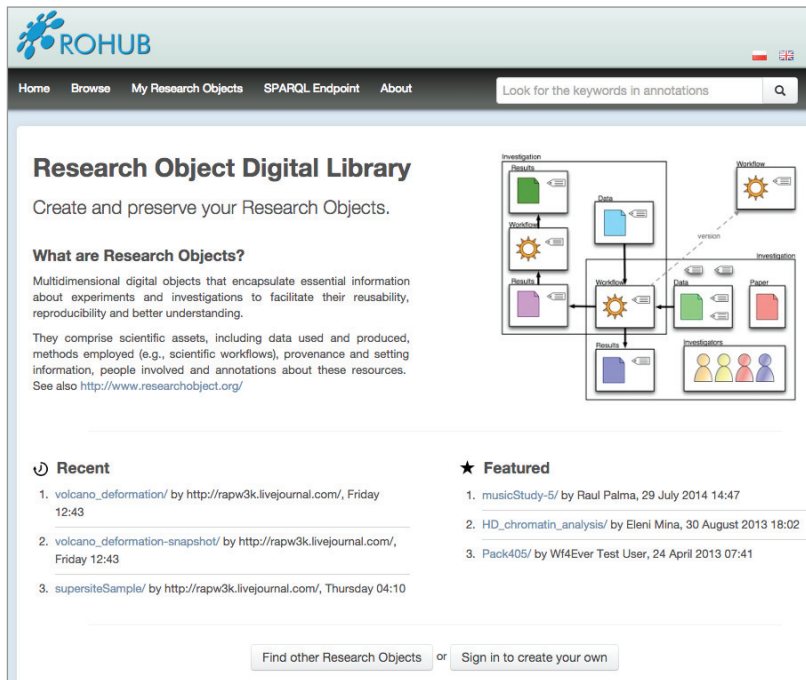 ROHUB
Home Browse My Research Objects SPARQL Endpoint About
Look for the keywords in annotations
Research Object Digital Library
Create and preserve your Research Objects.
What are Research Objects?
Multidimensional digital objects that encapsulate essential information
about experiments and investigations to facilitate their reusability,
reproducibility and better understanding.
They comprise scientific assets, including data used and produced,
methods employed (e.g., scientific workflows), provenance and setting
information, people involved and annotations about these resources.
See also http://www.researchobject.org/
Investigation
Results
Workflow
Data
Workflow
version
Investigation
Results
Workflow
Data
Paper
Results
Investigators
Recent
1. volcano_deformation/ by http://rapw3k.livejournal.com/, Friday
12:43
2. volcano_deformation-snapshot/ by http://rapw3k.livejournal.com/,
Friday 12:43
3. supersiteSample/ by http://rapw3k.livejournal.com/, Thursday 04:10
Featured
1. musicStudy-5/ by Raul Palma, 29 July 2014 14:47
2. HD_chromatin_analysis/ by Eleni Mina, 30 August 2013 18:02
3. Pack405/ by Wf4Ever Test User, 24 April 2013 07:41
Find other Research Objects or Sign in to create your own